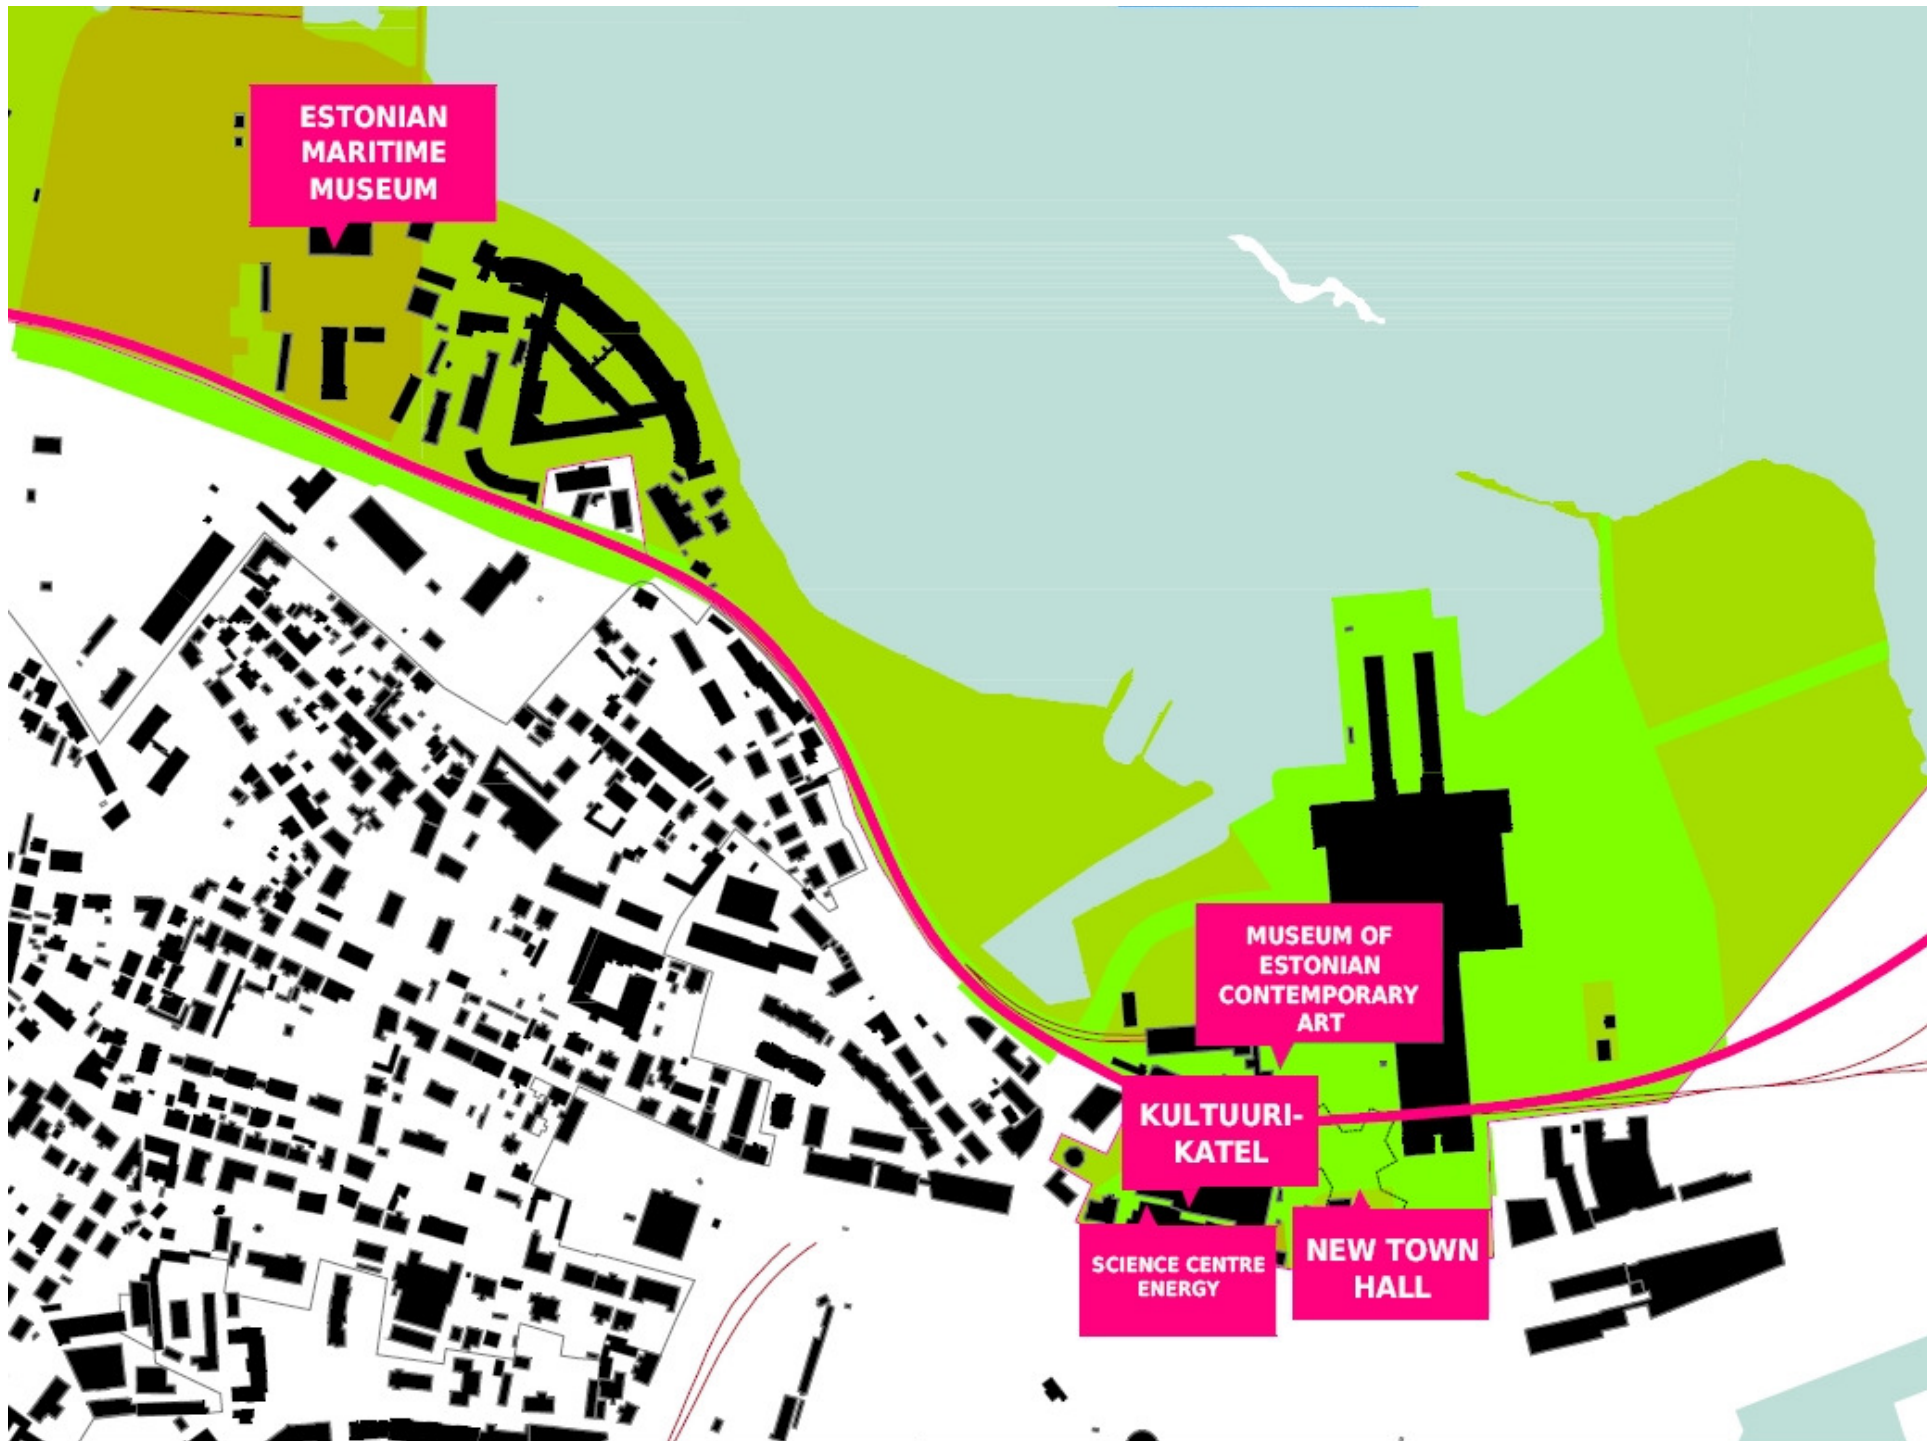 ESTONIAN
MARITIME
MUSEUM
MUSEUM OF
ESTONIAN
CONTEMPORARY
ART
KULTUURI-
KATEL
SCIENCE CENTRE
ENERGY
NEW TOWN
HALL